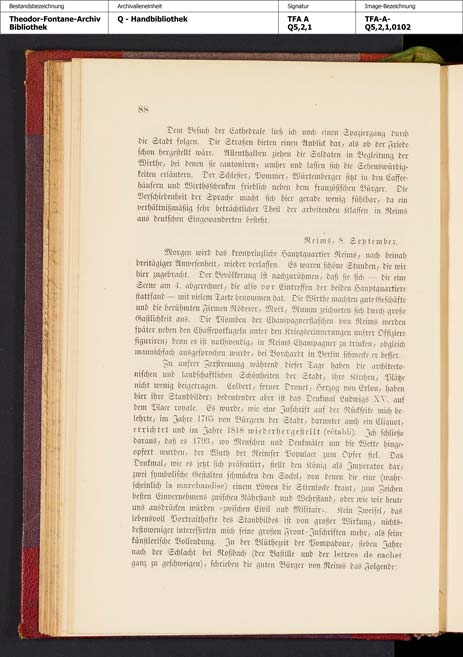 Bestandsbezeichnung Archivalieneinheit Signatur Image-Bezeichnung
Theodor-Fontane-Archiv Q - Handbibliothek TFA A TFA-A-
Bibliothek Q5,2,1 Q5,2,1,0102
88
Dem Besuch der Cathedrale ließ ich noch einen Spaziergang durch
die Stadt folgen. Die Straßen bieten einen Anblick dar, als ob der Friede
schon hergestellt wäre. Allenthalben ziehen die Soldaten in Begleitung der
Wirthe, bei denen sie cantoniren, umher und lassen sich die Sehenswürdig-
keiten erläutern. Der Schlesier, Pommer, Würtemberger sitzt in den Caffee-
häusern und Wirthsschenken friedlich neben dem französischen Bürger. Die
Verschiedenheit der Sprache macht sich hier gerade wenig fühlbar, da ein
verhältnißmäßig sehr beträchtlicher Theil der arbeitenden Klassen in Reims
aus deutschen Eingewanderten besteht.
Reims, 8. September.
Morgen wird das kronprinzliche Hauptquartier Reims, nach beinah
dreitägiger Anwesenheit, wieder verlassen. Es waren schöne Stunden, die wir
hier zugebracht. Der Bevölkerung ist nachzurühmen, daß sie sich — die eine
Scene am 4. abgerechnet, die also vor Eintreffen der beiden Hauptquartiere
stattfand — mit vielem Tacte benommen hat. Die Wirthe machten gute Geschäfte
und die berühmten Firmen Röderer, Moët, Mumm zeichneten sich durch große
Gastlichkeit aus. Die Plomben der Champagnerflaschen von Reims werden
später neben den Chassepotkugeln unter den Kriegserinnerungen unsrer Offiziere
figuriren; denn es ist nothwendig, in Reims Champagner zu trinken, obgleich
mannichfach ausgesprochen wurde, bei Borchardt in Berlin schmecke er besser.
Zu unsrer Zerstreuung während dieser Tage haben die architecto-
nischen und landschaftlichen Schönheiten der Stadt, ihre Kirchen, Plätze
nicht wenig beigetragen. Colbert, ferner Drouet, Herzog von Erlon, haben
hier ihre Standbilder; bedeutender aber ist das Denkmal Ludwigs XV. auf
dem Place royale. Es wurde, wie eine Inschrift auf der Rückseite mich be-
lehrte, im Jahre 1765 von Bürgern der Stadt, darunter auch ein Cliquot,
errichtet und im Jahre 1818 wiederhergestellt (rétabli). Ich schließe
daraus, daß es 1793, wo Menschen und Denkmäler um die Wette hinge-
opfert wurden, der Wuth der Reimser Populace zum Opfer fiel. Das
Denkmal, wie es jetzt sich präsentirt, stellt den König als Imperator dar;
zwei symbolische Gestalten schmücken den Sockel, von denen die eine (wahr-
scheinlich la marchandise) einem Löwen die Stirnlocke kraut, zum Zeichen
besten Einvernehmens zwischen Nährstand und Wehrstand, oder wie wir heute
uns ausdrücken würden »zwischen Civil und Militair«. Kein Zweifel, das
lebensvoll Portraithafte des Standbildes ist von großer Wirkung, nichts-
destoweniger interessirten mich seine großen Front-Inschriften mehr, als seine
künstlerische Vollendung. In der Blüthezeit der Pompadour, sieben Jahre
nach der Schlacht bei Roßbach (der Bastille und der lettres de cachet
ganz zu geschweigen), schrieben die guten Bürger von Reims das Folgende: